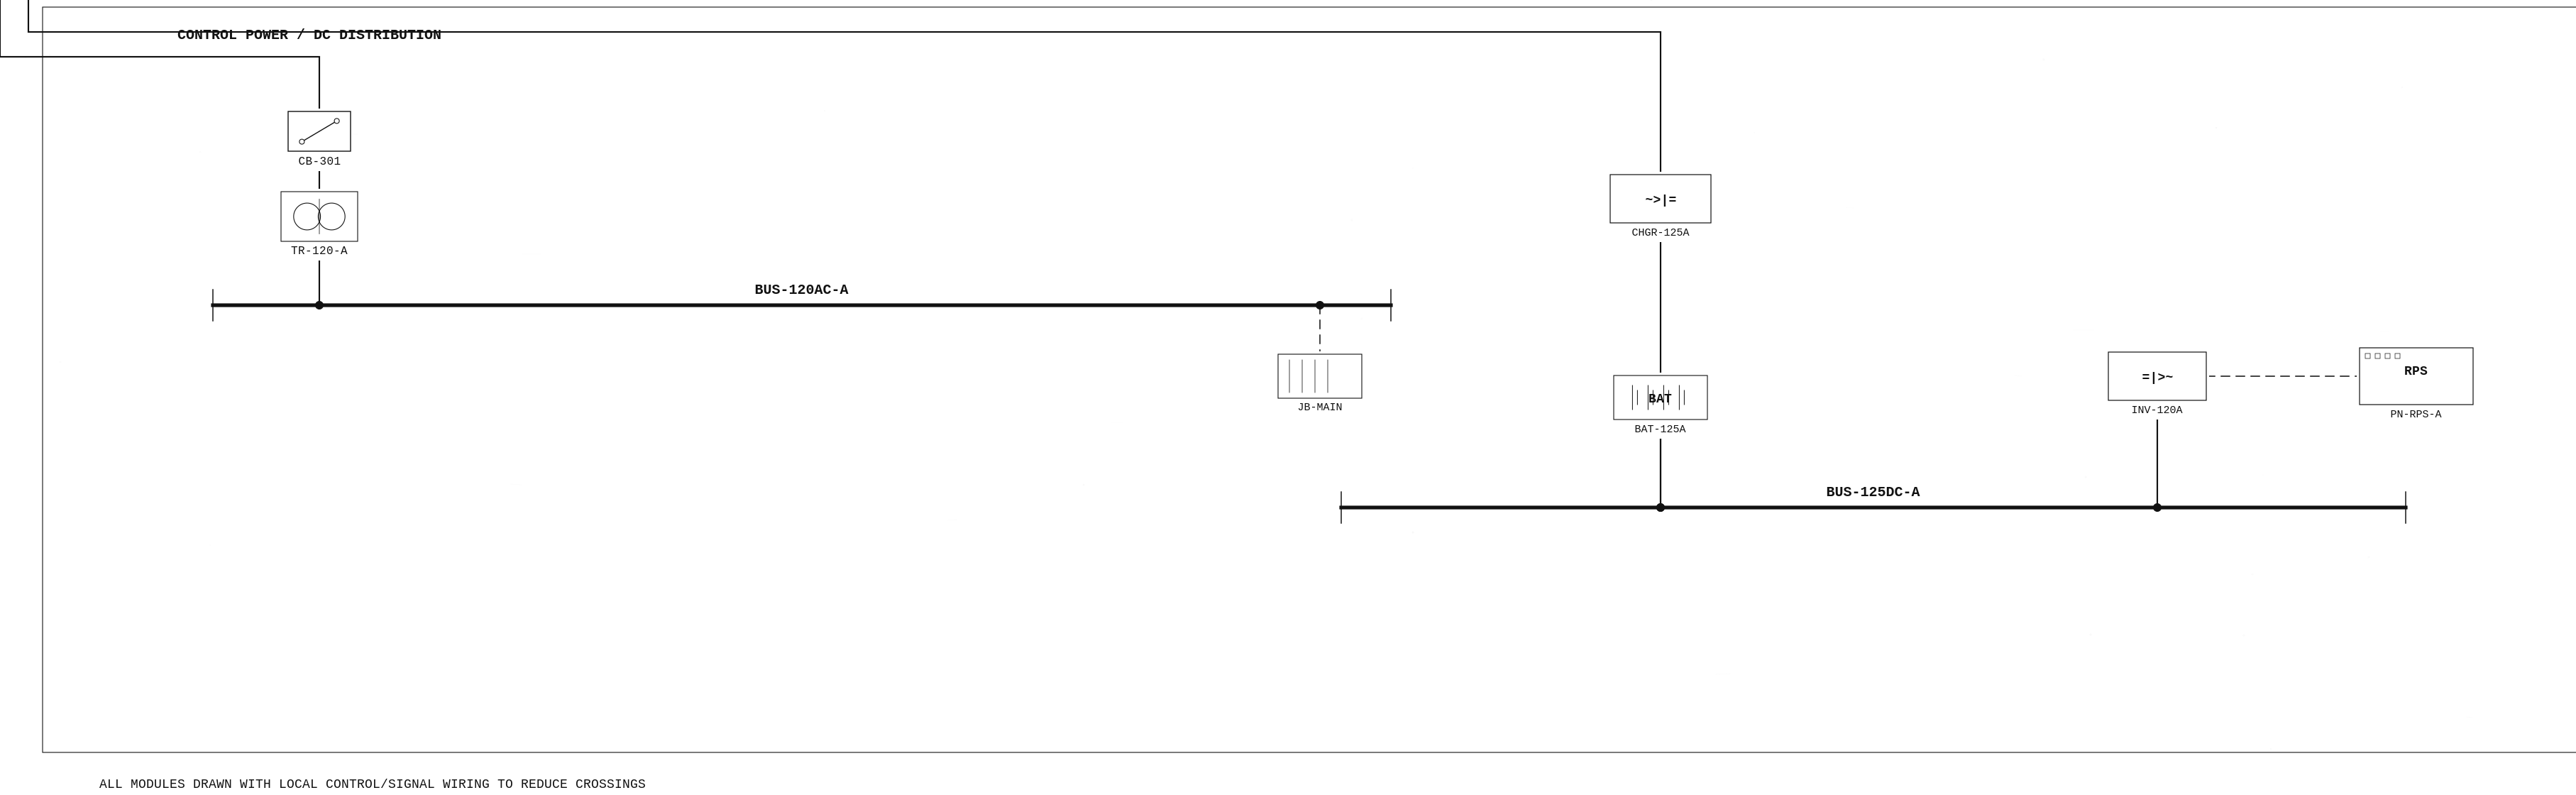 CONTROL POWER / DC DISTRIBUTION
CB-301
TR-120-A
BUS-120AC-A
JB-MAIN
~>|=
CHGR-125A
BAT
BAT-125A
=|>~
INV-120A
RPS
PN-RPS-A
BUS-125DC-A
ALL MODULES DRAWN WITH LOCAL CONTROL/SIGNAL WIRING TO REDUCE CROSSINGS